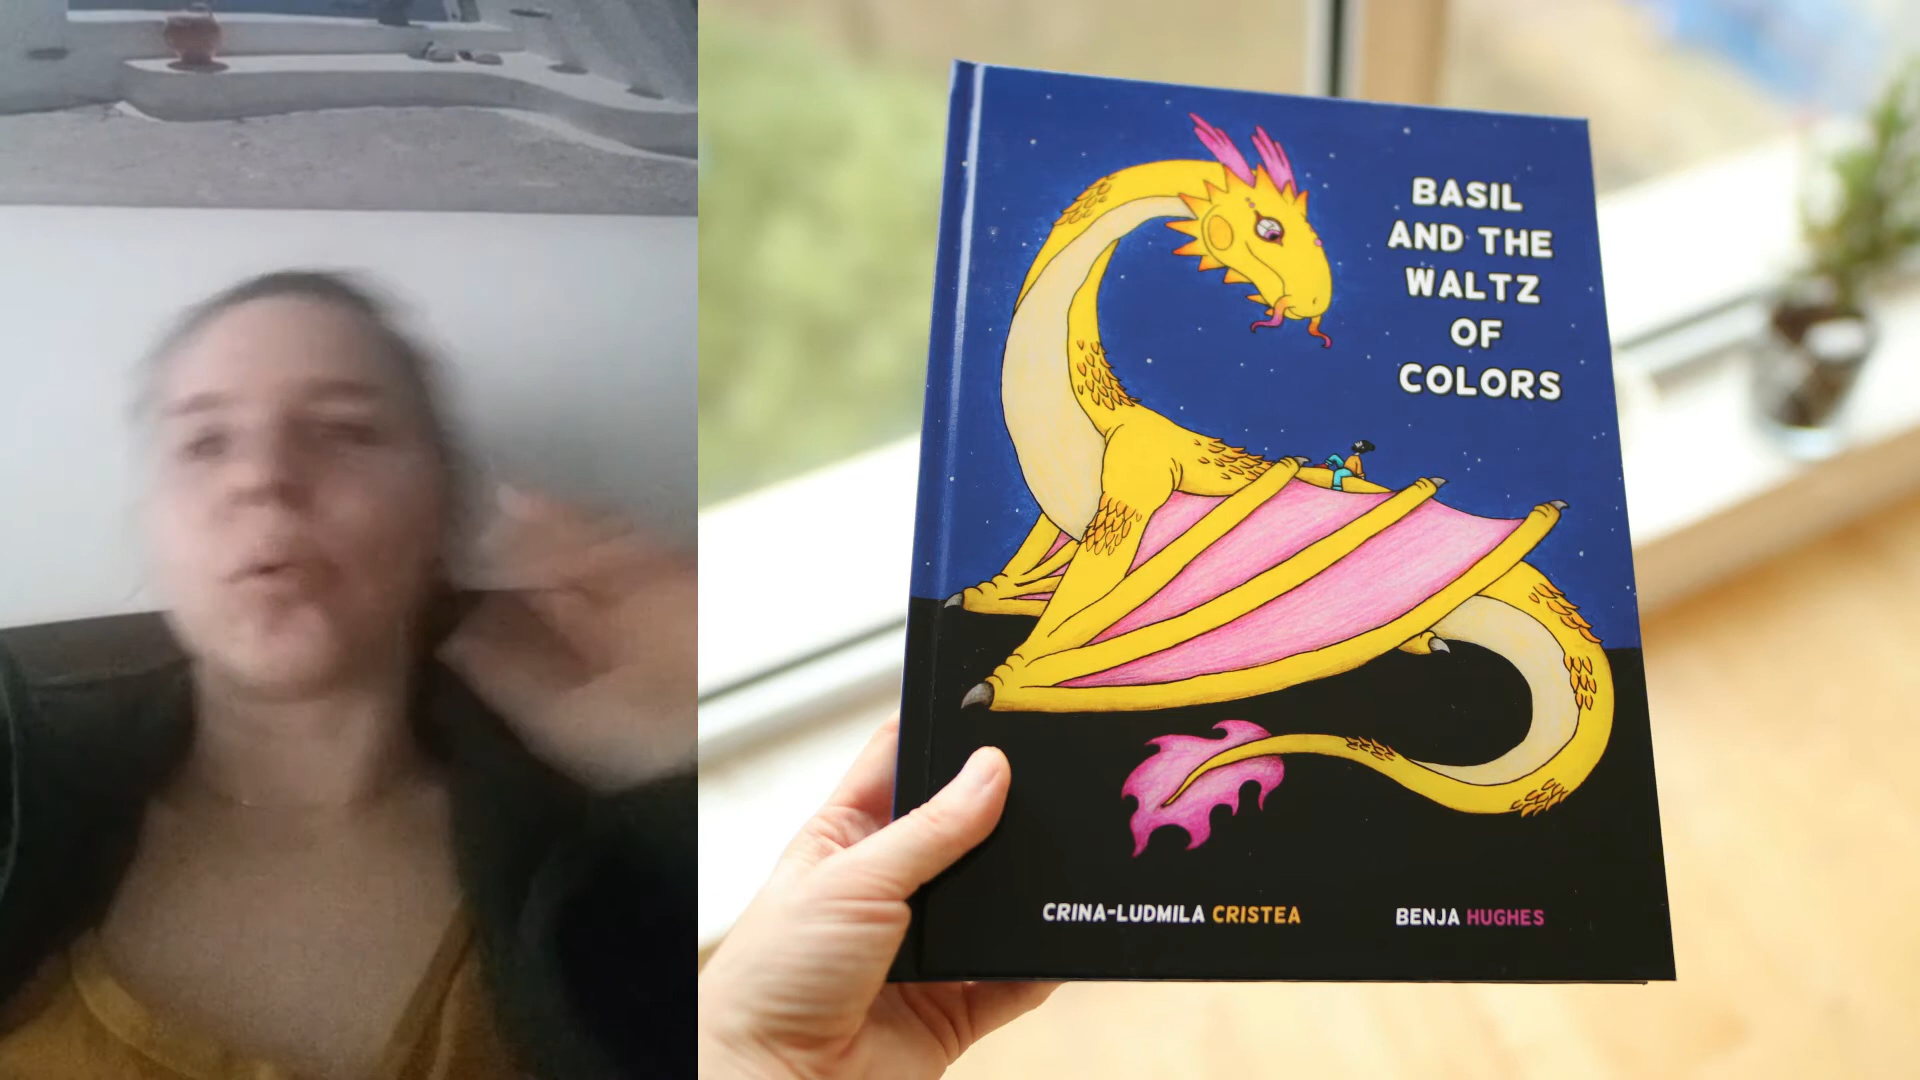 BASIL
AND THE
WALTZ
OF
COLORS
CRINA-LUDMILA CRISTEA
BENJA HUGHES